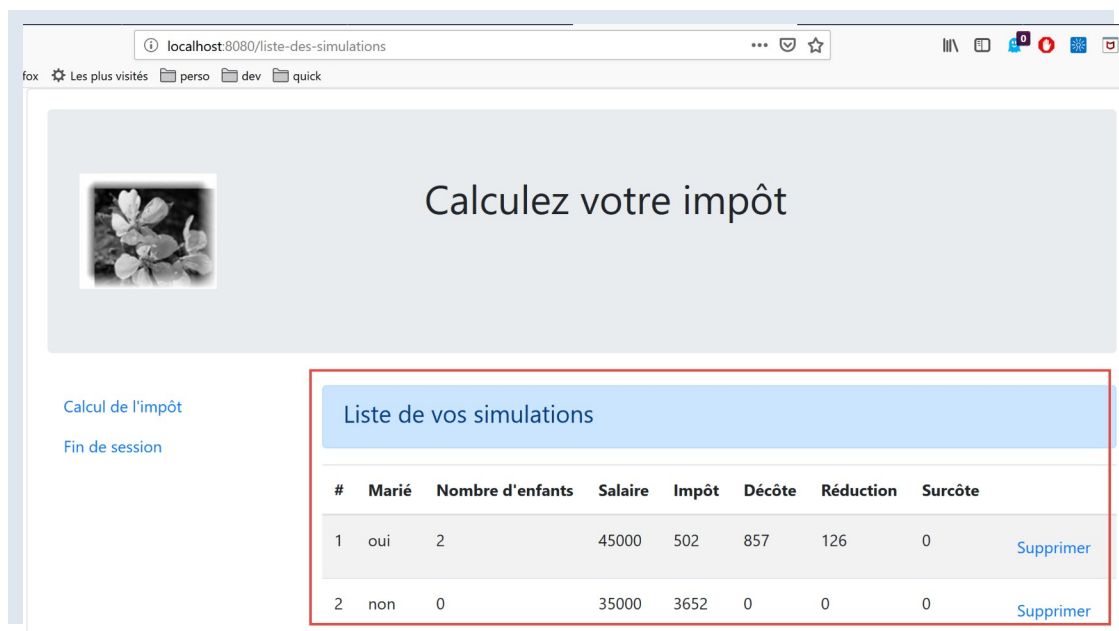 localhost:8080/liste-des-simulations
0
fox Les plus visités perso dev quick
Calculez votre impôt
Calcul de l'impôt
Fin de session
Liste de vos simulations
# Marié Nombre d'enfants Salaire Impôt Décôte Réduction Surcôte
1 oui 2 45000 502 857 126 0 Supprimer
2 non 0 35000 3652 0 0 0 Supprimer